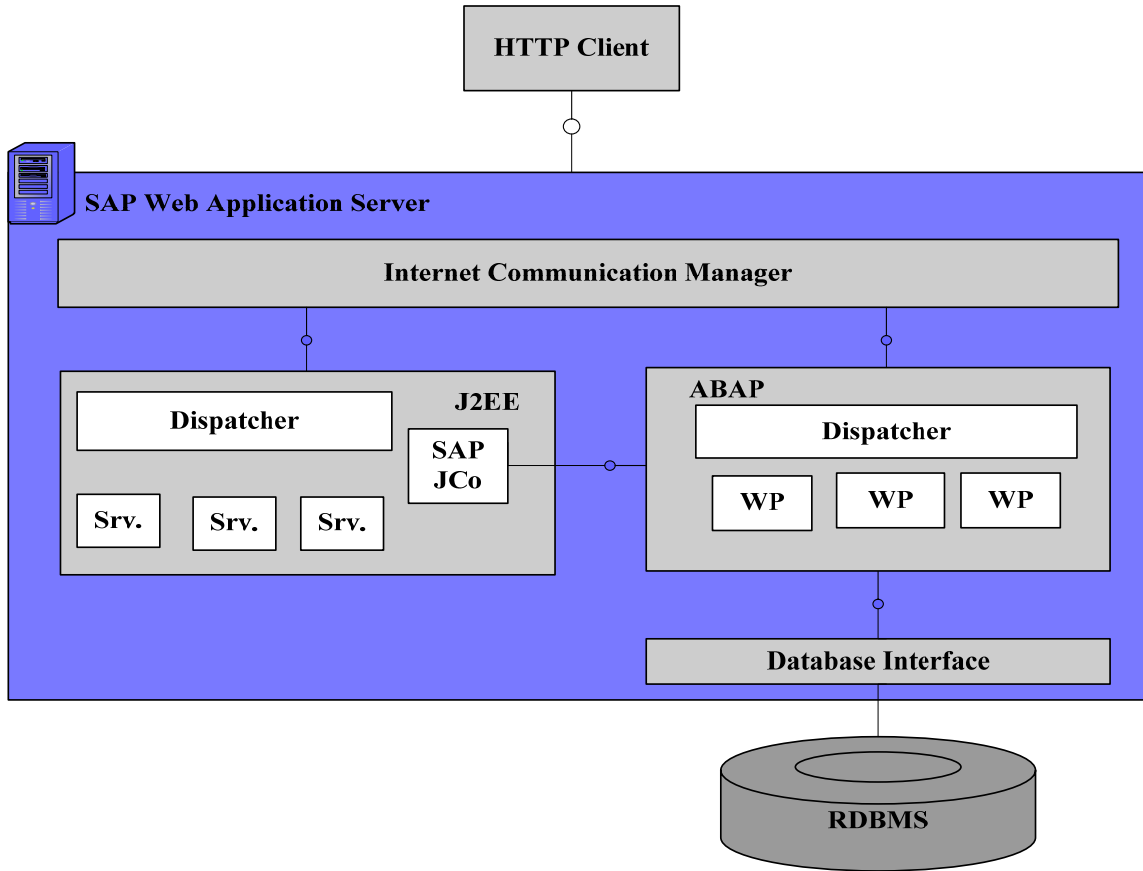 HTTP Client
SAP Web Application Server
Internet Communication Manager
J2EE
Dispatcher
SAP
JCo
Srv.
Srv.
Srv.
ABAP
Dispatcher
WP
WP
WP
Database Interface
RDBMS